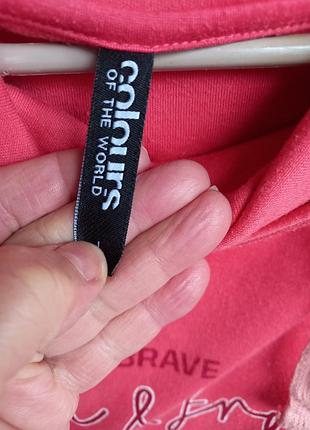 colours
OF THE WORLD
BRAVE
&